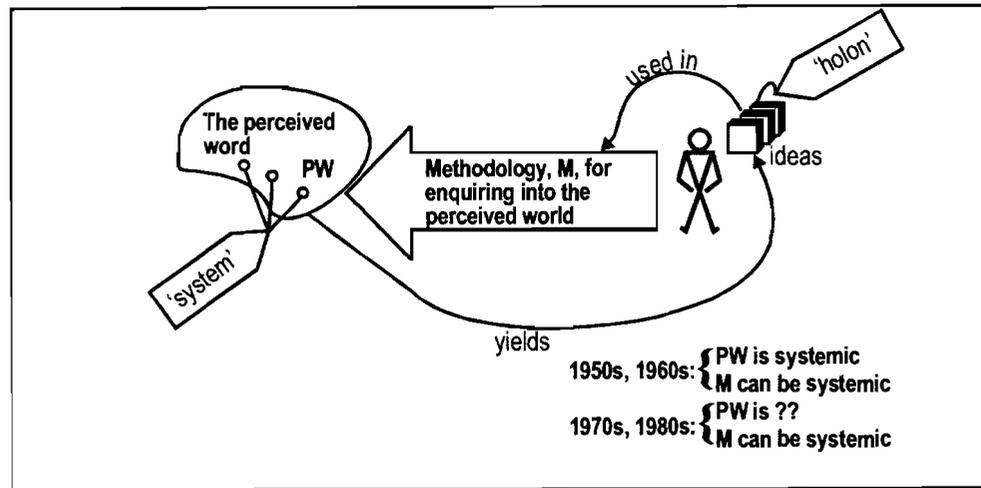 'holon'
used in
The perceived
word
PW
Methodology, M, for
enquiring into the
perceived world
ideas
'system'
yields
1950s, 1960s: { PW is systemic
M can be systemic
1970s, 1980s: { PW is ??
M can be systemic